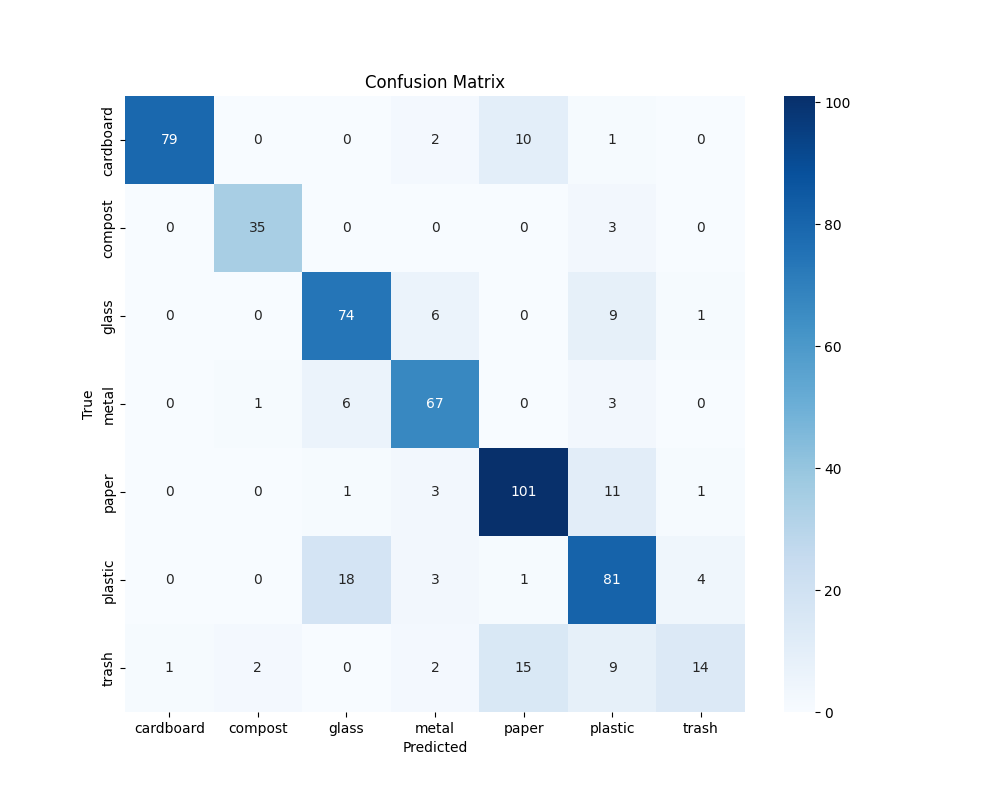 Confusion Matrix
cardboard 79 0 0 2 10 1 0
compost 0 35 0 0 0 3 0
glass 0 0 74 6 0 9 1
metal 0 1 6 67 0 3 0
paper 0 0 1 3 101 11 1
plastic 0 0 18 3 1 81 4
trash 1 2 0 2 15 9 14
True
cardboard compost glass metal paper plastic trash
Predicted
100
80
60
40
20
0